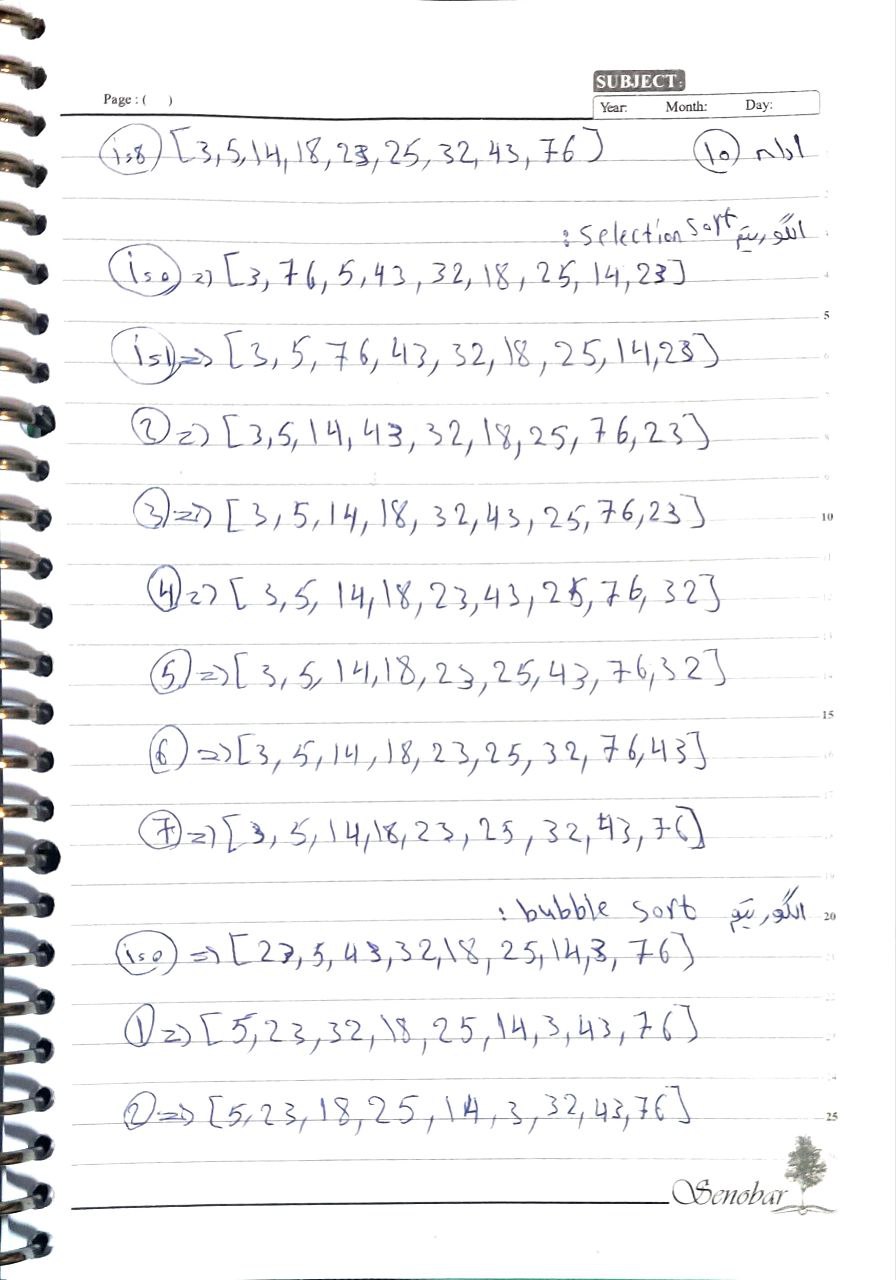 SUBJECT:
Page : (    )
Year:    Month:    Day:
ادامه (10)
i=8 [3,5,14,18,23,25,32,43,76]
الگوریتم selection sort :
i=0 => [3,76,5,43,32,18,25,14,23]
i=1 => [3,5,76,43,32,18,25,14,23]
2 => [3,5,14,43,32,18,25,76,23]
3 => [3,5,14,18,32,43,25,76,23]
4 => [3,5,14,18,23,43,25,76,32]
5 => [3,5,14,18,23,25,43,76,32]
6 => [3,5,14,18,23,25,32,76,43]
7 => [3,5,14,18,23,25,32,43,76]
الگوریتم bubble sort :
i=0 => [23,5,43,32,18,25,14,3,76]
1 => [5,23,32,18,25,14,3,43,76]
2 => [5,23,18,25,14,3,32,43,76]
5
10
15
20
25
Senobar